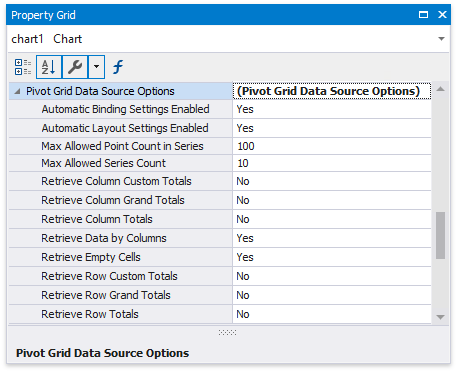 Property Grid
chart1 Chart
Pivot Grid Data Source Options (Pivot Grid Data Source Options)
Automatic Binding Settings Enabled Yes
Automatic Layout Settings Enabled Yes
Max Allowed Point Count in Series 100
Max Allowed Series Count 10
Retrieve Column Custom Totals No
Retrieve Column Grand Totals No
Retrieve Column Totals No
Retrieve Data by Columns Yes
Retrieve Empty Cells Yes
Retrieve Row Custom Totals No
Retrieve Row Grand Totals No
Retrieve Row Totals No
Pivot Grid Data Source Options